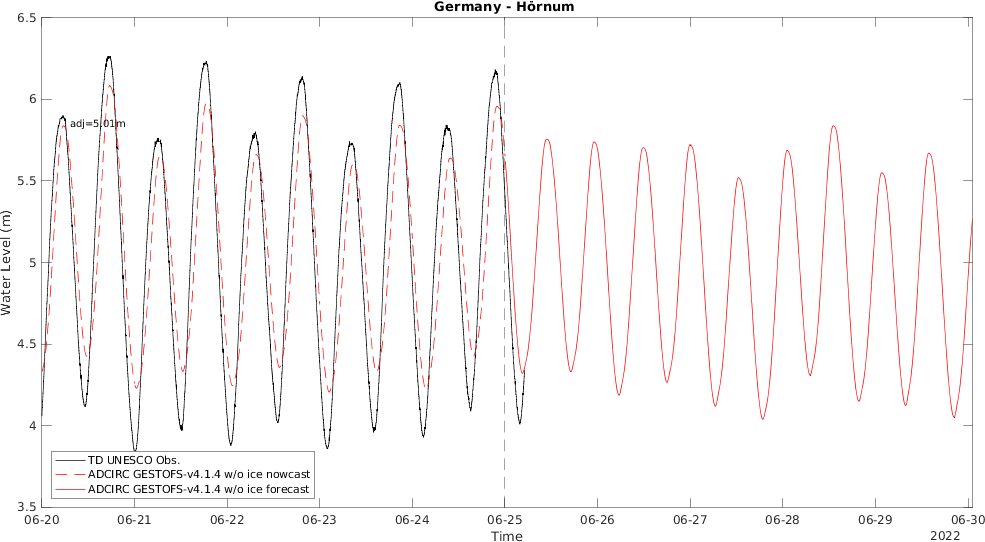 Germany - Hörnum
6.5
6
5.5
5
4.5
4
3.5
Water Level (m)
adj=5.01m
TD UNESCO Obs.
ADCIRC GESTOFS-v4.1.4 w/o ice nowcast
ADCIRC GESTOFS-v4.1.4 w/o ice forecast
06-20 06-21 06-22 06-23 06-24 06-25 06-26 06-27 06-28 06-29 06-30
Time
2022